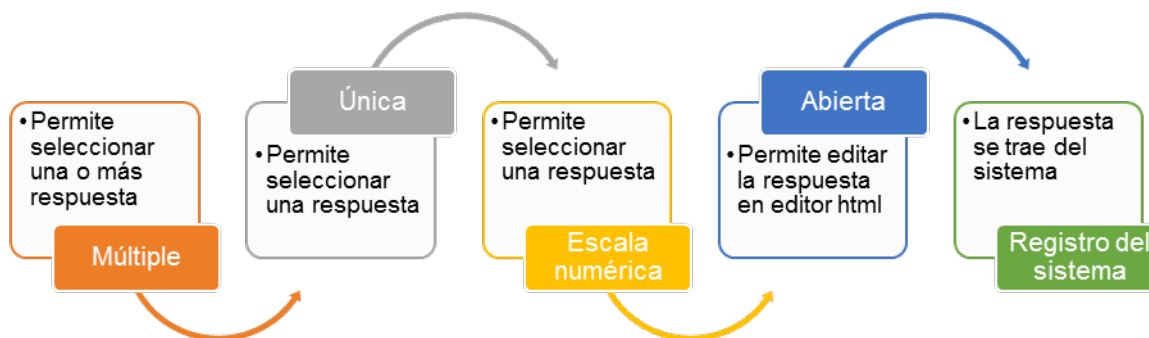 • Permite
seleccionar
una o más
respuesta
Múltiple
Única
• Permite
seleccionar
una respuesta
• Permite
seleccionar
una respuesta
Escala
numérica
Abierta
• Permite editar
la respuesta
en editor html
• La respuesta
se trae del
sistema
Registro del
sistema